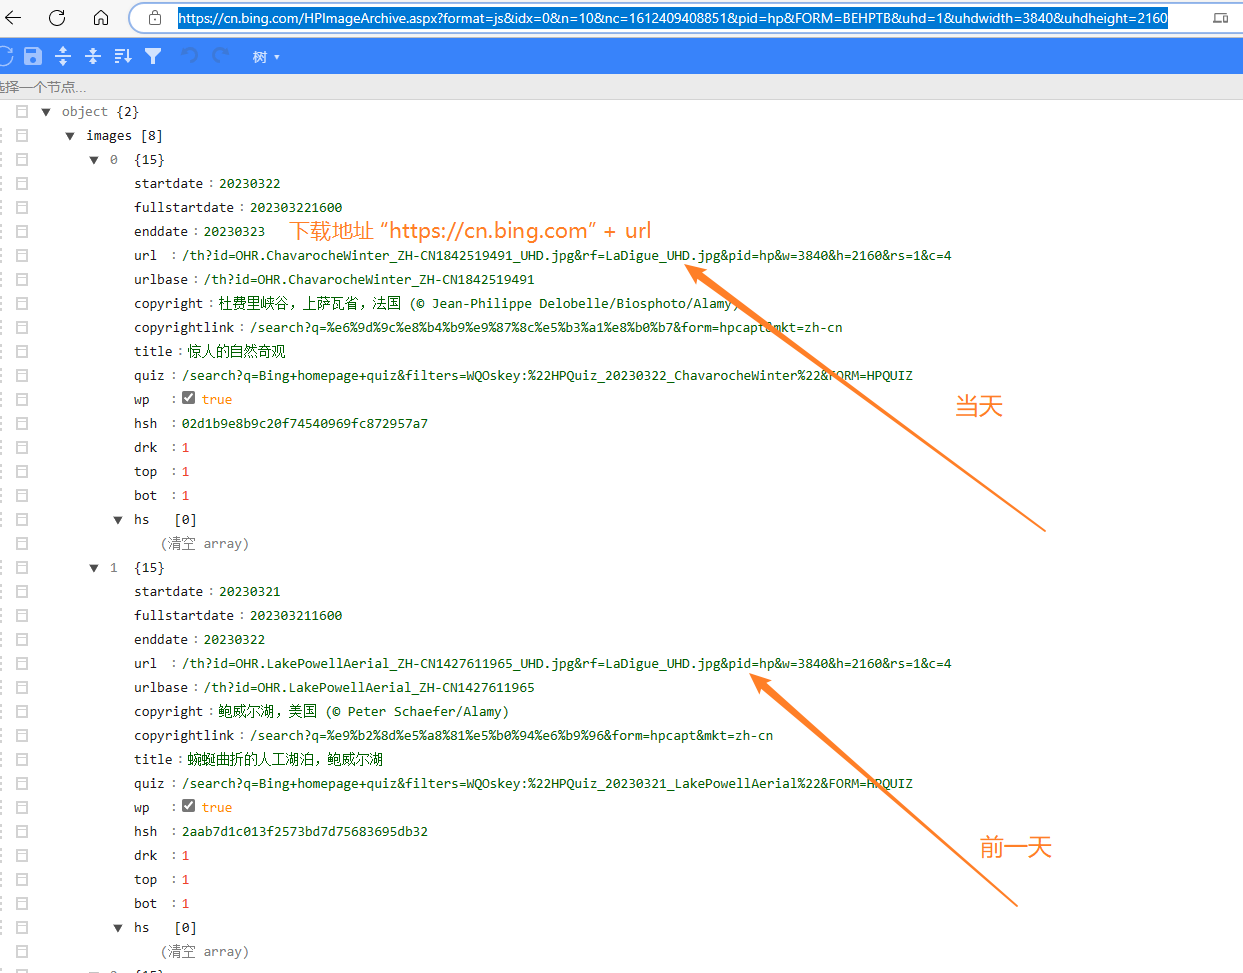 https://cn.bing.com/HPImageArchive.aspx?format=js&idx=0&n=10&nc=1612409408851&pid=hp&FORM=BEHPTB&uhd=1&uhdwidth=3840&uhdheight=2160
树
选择一个节点...
object {2}
images [8]
0 {15}
startdate : 20230322
fullstartdate : 202303221600
enddate : 20230323
下载地址 “https://cn.bing.com” + url
url : /th?id=OHR.ChavarocheWinter_ZH-CN1842519491_UHD.jpg&rf=LaDigue_UHD.jpg&pid=hp&w=3840&h=2160&rs=1&c=4
urlbase : /th?id=OHR.ChavarocheWinter_ZH-CN1842519491
copyright : 杜费里峡谷，上萨瓦省，法国 (© Jean-Philippe Delobelle/Biosphoto/Alamy)
copyrightlink : /search?q=%e6%9d%9c%e8%b4%b9%e9%87%8c%e5%b3%a1%e8%b0%b7&form=hpcapt&mkt=zh-cn
title : 惊人的自然奇观
quiz : /search?q=Bing+homepage+quiz&filters=WQOskey:%22HPQuiz_20230322_ChavarocheWinter%22&FORM=HPQUIZ
wp : true
当天
hsh : 02d1b9e8b9c20f74540969fc872957a7
drk : 1
top : 1
bot : 1
hs [0]
(清空 array)
1 {15}
startdate : 20230321
fullstartdate : 202303211600
enddate : 20230322
url : /th?id=OHR.LakePowellAerial_ZH-CN1427611965_UHD.jpg&rf=LaDigue_UHD.jpg&pid=hp&w=3840&h=2160&rs=1&c=4
urlbase : /th?id=OHR.LakePowellAerial_ZH-CN1427611965
copyright : 鲍威尔湖，美国 (© Peter Schaefer/Alamy)
copyrightlink : /search?q=%e9%b2%8d%e5%a8%81%e5%b0%94%e6%b9%96&form=hpcapt&mkt=zh-cn
title : 蜿蜒曲折的人工湖泊，鲍威尔湖
quiz : /search?q=Bing+homepage+quiz&filters=WQOskey:%22HPQuiz_20230321_LakePowellAerial%22&FORM=HPQUIZ
wp : true
hsh : 2aab7d1c013f2573bd7d75683695db32
前一天
drk : 1
top : 1
bot : 1
hs [0]
(清空 array)